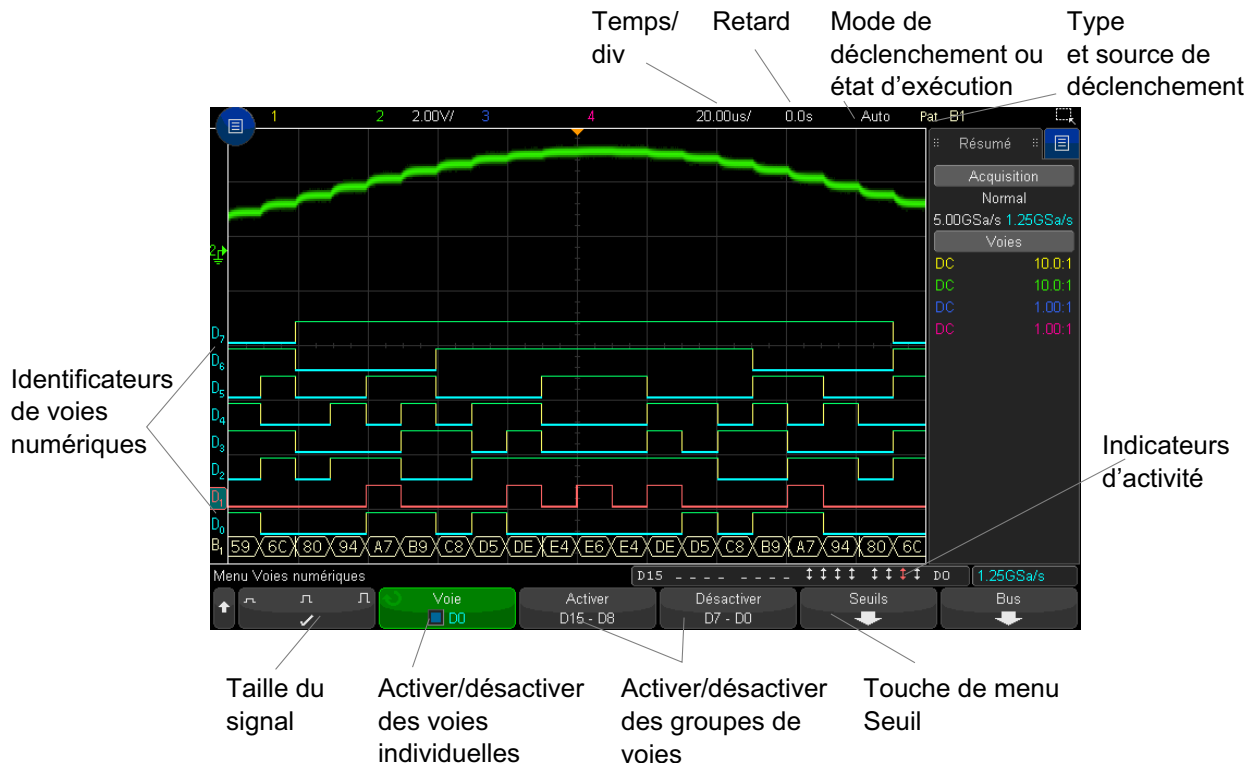 Temps/
div
Retard
Mode de
déclenchement ou
état d'exécution
Type
et source de
déclenchement
1 2 2.00V/ 3 4 20.00us/ 0.0s Auto Pat B1
Résumé
Acquisition
Normal
5.00GSa/s 1.25GSa/s
Voies
DC 10.0:1
DC 10.0:1
DC 1.00:1
DC 1.00:1
2
D7
D6
D5
D4
D3
D2
D1
D0
B1 59 6C 80 94 A7 B9 C8 D5 DE E4 E6 E4 DE D5 C8 B9 A7 94 80 6C
Identificateurs
de voies
numériques
Indicateurs
d'activité
Menu Voies numériques
D15 _ _ _ _ _ _ _ _ ↕ ↕ ↕ ↕ ↕ ↕ ↕ ↕ D0 1.25GSa/s
Voie
D0
Activer
D15 - D8
Désactiver
D7 - D0
Seuils
Bus
Taille du
signal
Activer/désactiver
des voies
individuelles
Activer/désactiver
des groupes de
voies
Touche de menu
Seuil